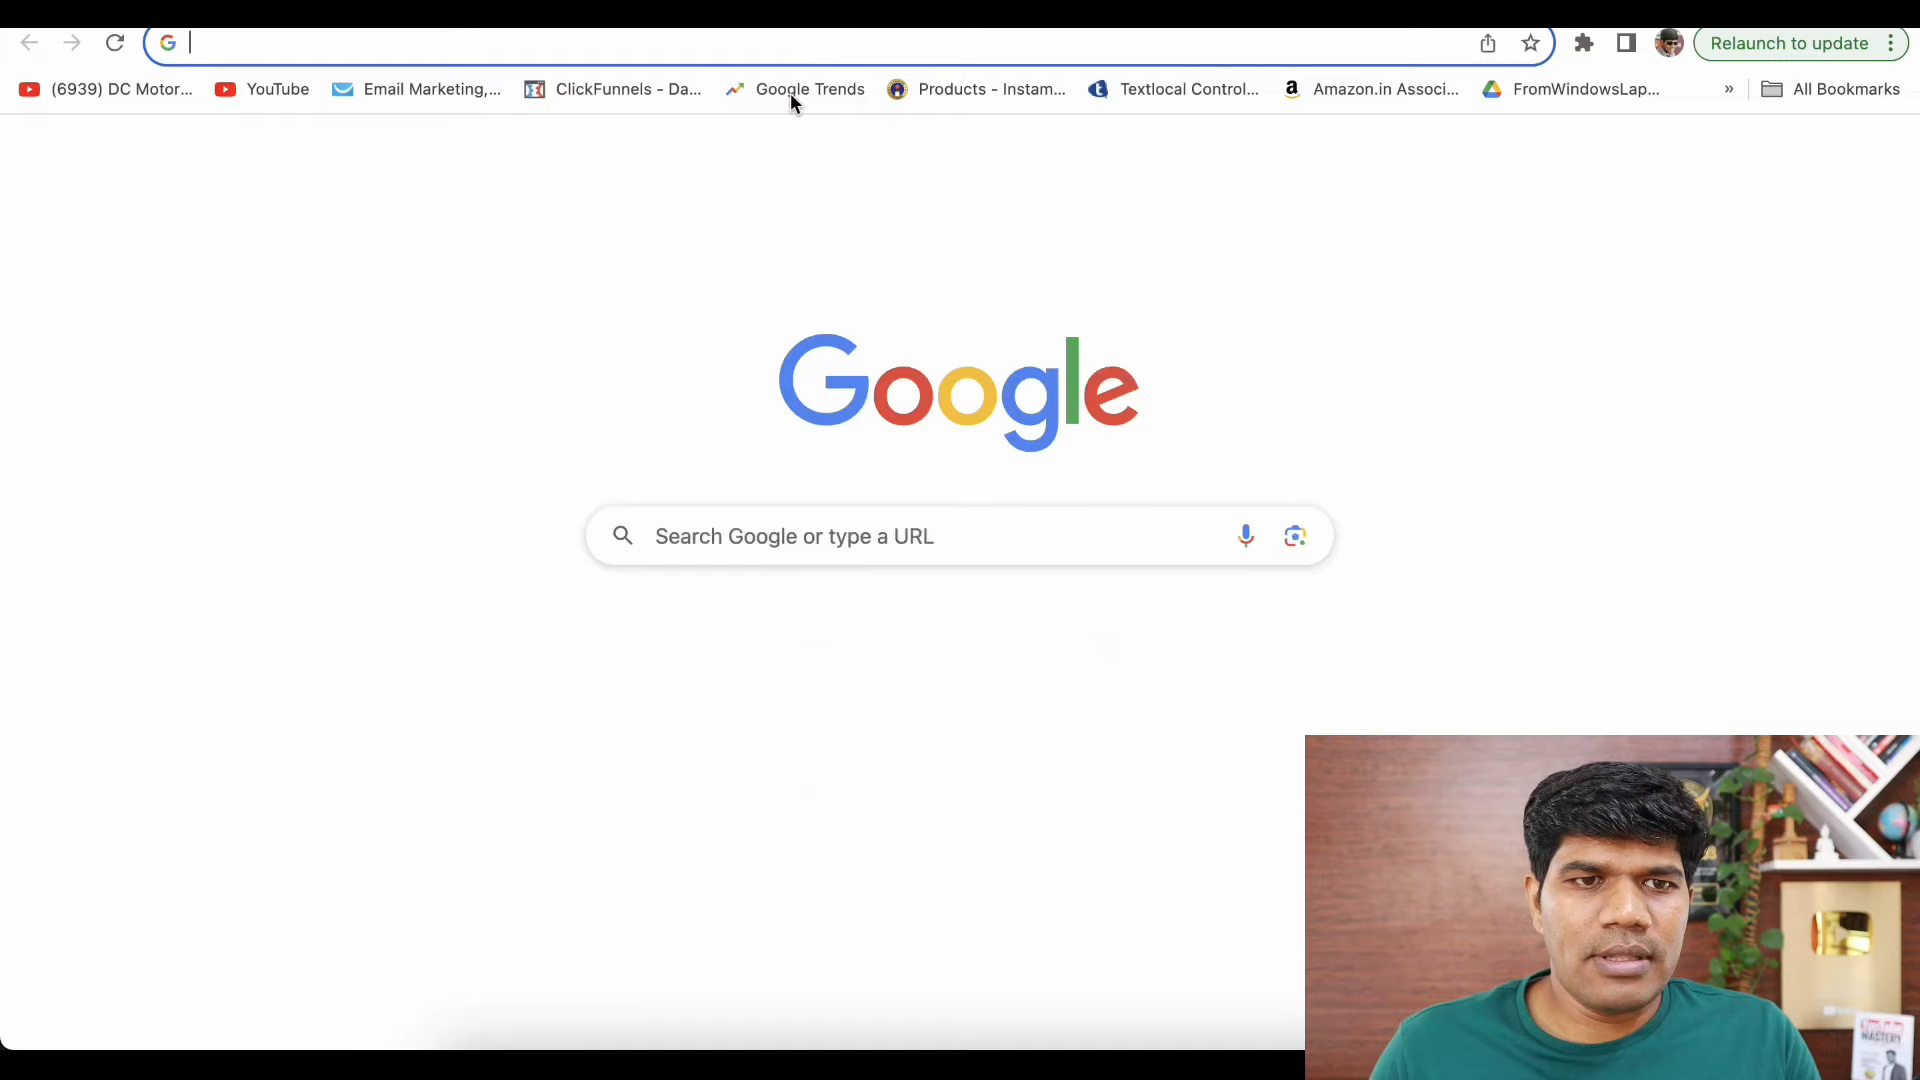 Relaunch to update
(6939) DC Motor... YouTube Email Marketing,... ClickFunnels - Da... Google Trends Products - Instam... Textlocal Control... Amazon.in Associ... FromWindowsLap... » All Bookmarks
Google
Search Google or type a URL
MASTERY